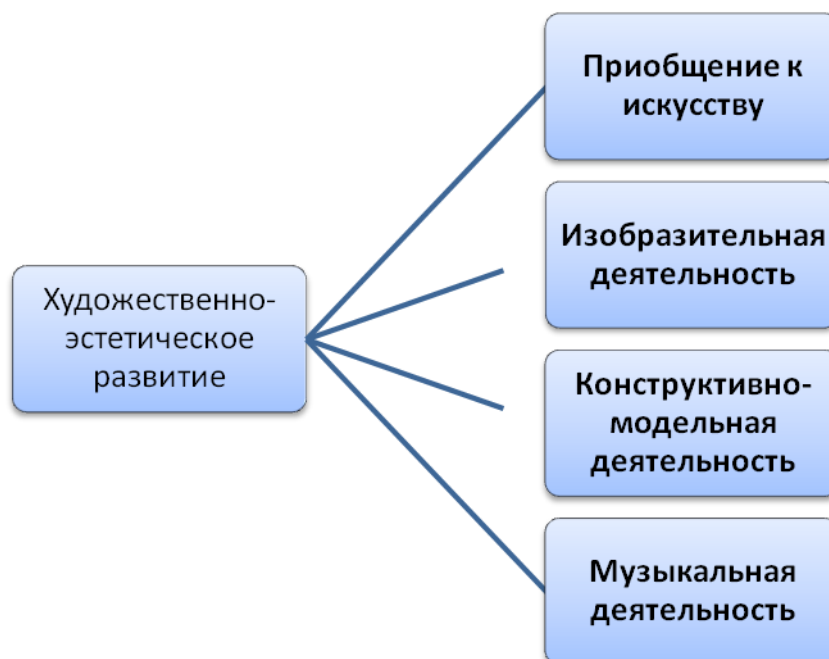 Приобщение к
искусству
Изобразительная
деятельность
Художественно-
эстетическое
развитие
Конструктивно-
модельная
деятельность
Музыкальная
деятельность